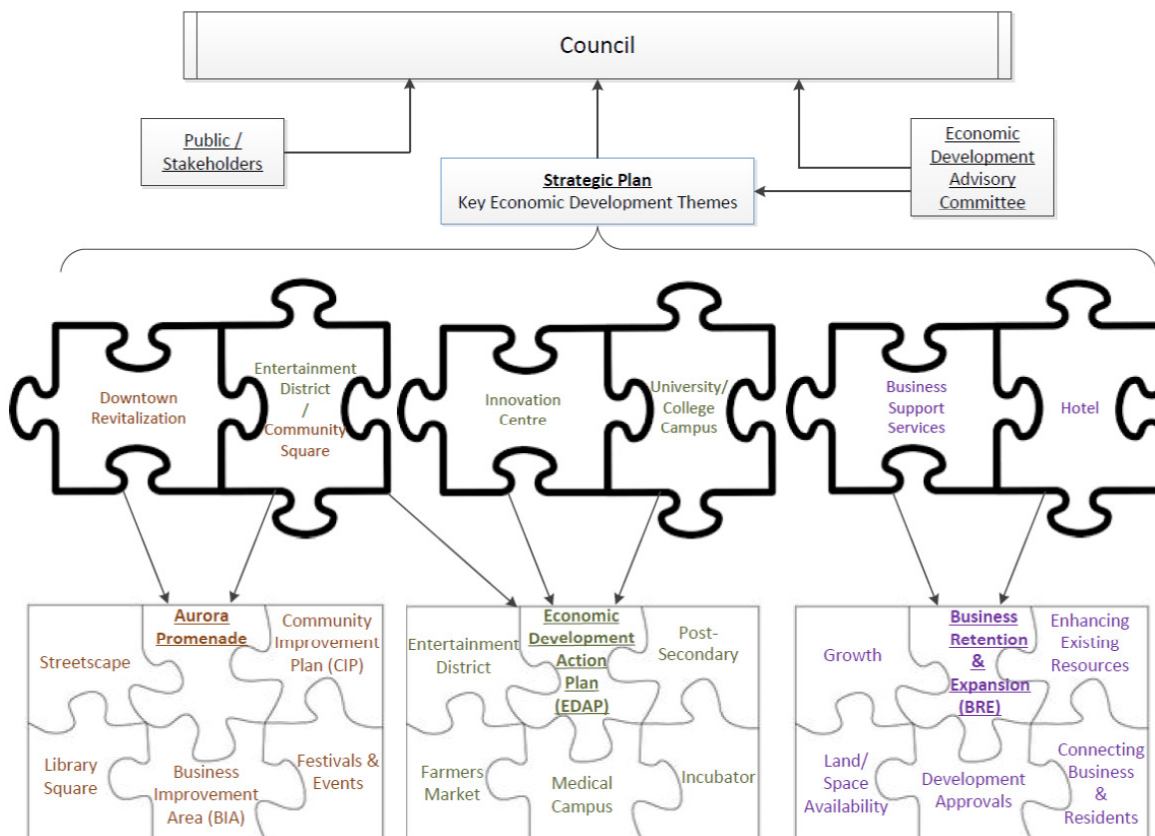 Council
Public /
Stakeholders
Strategic Plan
Key Economic Development Themes
Economic
Development
Advisory
Committee
Downtown
Revitalization
Entertainment
District
/
Community
Square
Innovation
Centre
University/
College
Campus
Business
Support
Services
Hotel
Aurora
Promenade
Streetscape
Community
Improvement
Plan (CIP)
Library
Square
Business
Improvement
Area (BIA)
Festivals &
Events
Entertainment
District
Economic
Development
Action
Plan
(EDAP)
Post-
Secondary
Farmers
Market
Medical
Campus
Incubator
Growth
Business
Retention
&
Expansion
(BRE)
Enhancing
Existing
Resources
Land/
Space
Availability
Development
Approvals
Connecting
Business
&
Residents